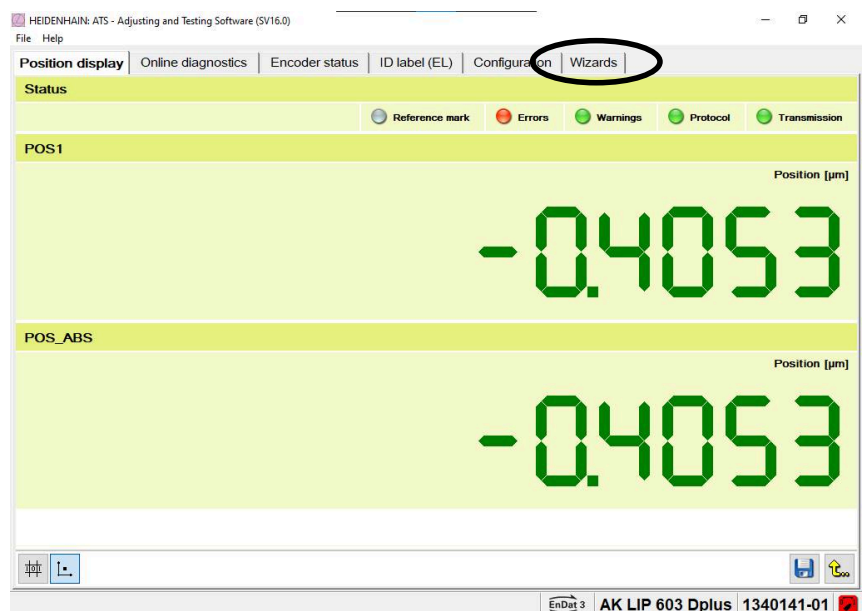 HEIDENHAIN: ATS - Adjusting and Testing Software (SV16.0)
File Help
Position display Online diagnostics Encoder status ID label (EL) Configuration Wizards
Status
Reference mark Errors Warnings Protocol Transmission
POS1
Position [µm]
-0.4053
POS_ABS
Position [µm]
-0.4053
EnDat 3 AK LIP 603 Dplus 1340141-01